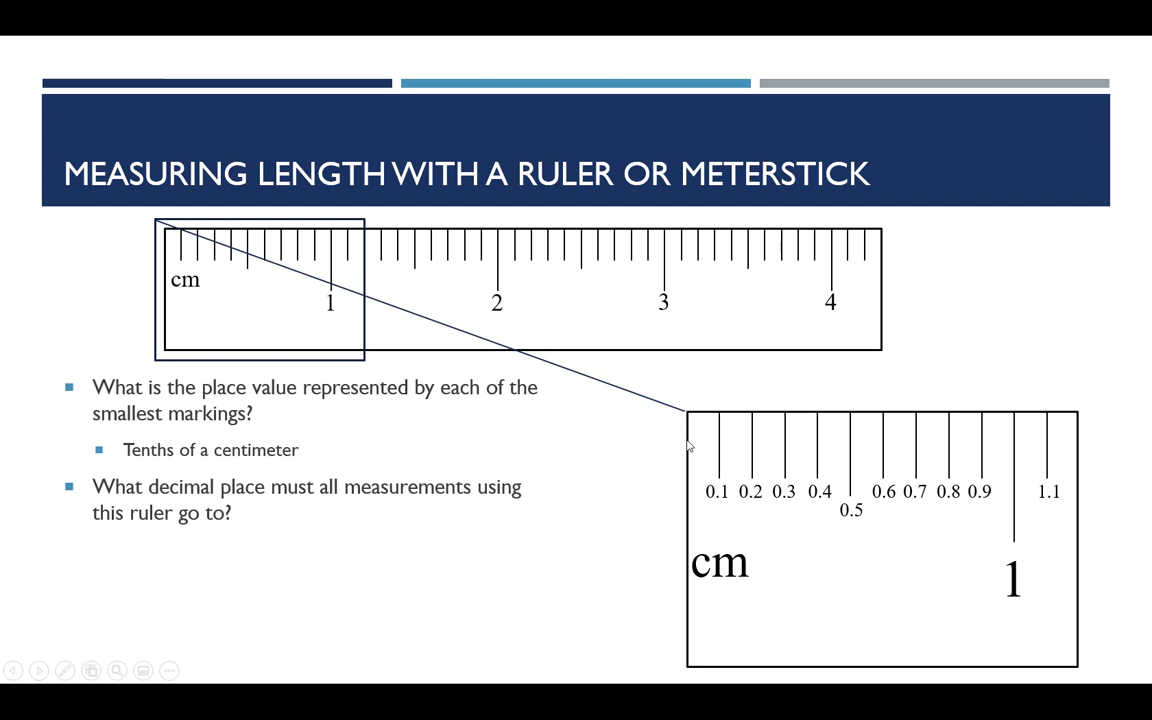 MEASURING LENGTH WITH A RULER OR METERSTICK
cm
1 2 3 4
What is the place value represented by each of the
smallest markings?
Tenths of a centimeter
What decimal place must all measurements using
this ruler go to?
0.1 0.2 0.3 0.4 0.5 0.6 0.7 0.8 0.9 1.1
cm 1